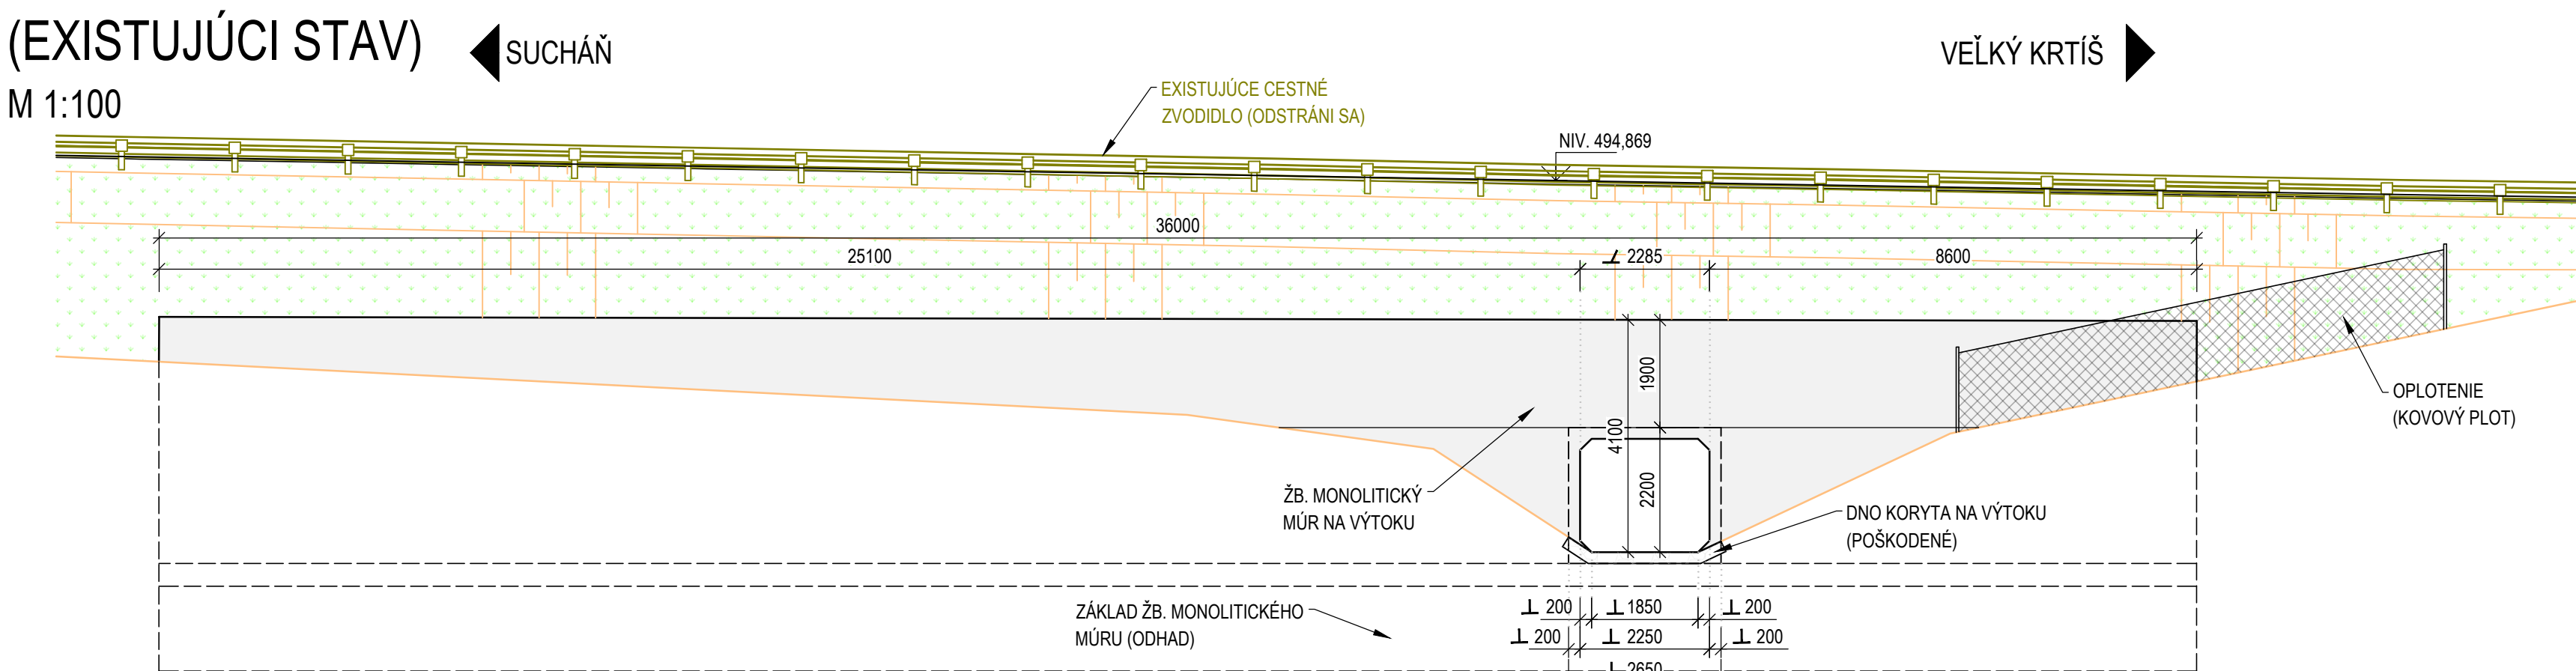 (EXISTUJÚCI STAV)
SUCHÁŇ
VEĽKÝ KRTÍŠ
M 1:100
EXISTUJÚCE CESTNÉ
ZVODIDLO (ODSTRÁNI SA)
NIV. 494,869
36000
25100
⊥ 2285
8600
1900
4100
2200
OPLOTENIE
(KOVOVÝ PLOT)
ŽB. MONOLITICKÝ
MÚR NA VÝTOKU
DNO KORYTA NA VÝTOKU
(POŠKODENÉ)
ZÁKLAD ŽB. MONOLITICKÉHO
MÚRU (ODHAD)
⊥ 200 ⊥ 1850 ⊥ 200
⊥ 200 ⊥ 2250 ⊥ 200
⊥ 2650